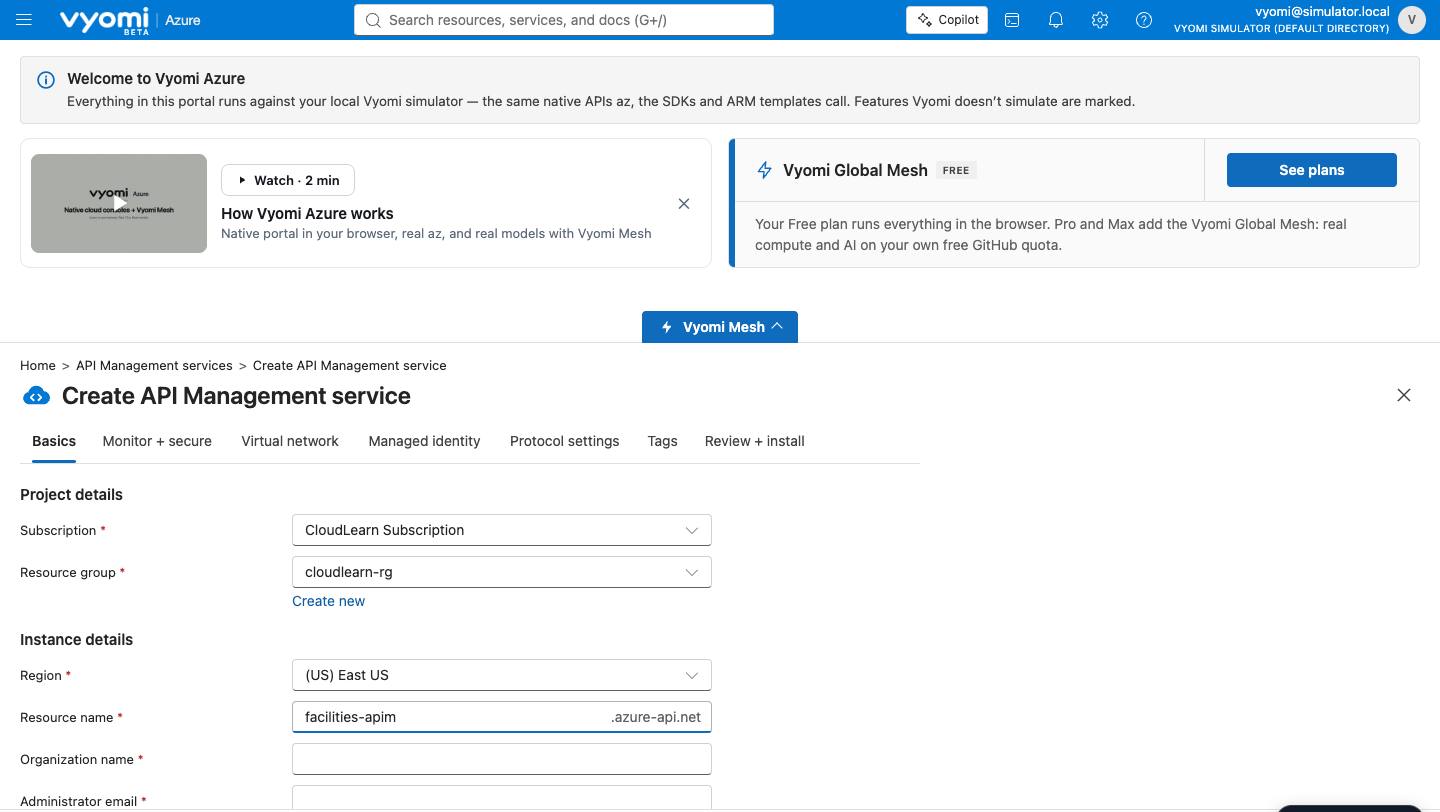 vyomi BETA Azure
Search resources, services, and docs (G+/)
Copilot
vyomi@simulator.local
VYOMI SIMULATOR (DEFAULT DIRECTORY)
V
Welcome to Vyomi Azure
Everything in this portal runs against your local Vyomi simulator — the same native APIs az, the SDKs and ARM templates call. Features Vyomi doesn't simulate are marked.
vyomi Azure
Native cloud consoles + Vyomi Mesh
Watch · 2 min
How Vyomi Azure works
Native portal in your browser, real az, and real models with Vyomi Mesh
Vyomi Global Mesh FREE
See plans
Your Free plan runs everything in the browser. Pro and Max add the Vyomi Global Mesh: real
compute and AI on your own free GitHub quota.
Vyomi Mesh
Home > API Management services > Create API Management service
Create API Management service
Basics Monitor + secure Virtual network Managed identity Protocol settings Tags Review + install
Project details
Subscription * CloudLearn Subscription
Resource group * cloudlearn-rg
Create new
Instance details
Region * (US) East US
Resource name * facilities-apim .azure-api.net
Organization name *
Administrator email *